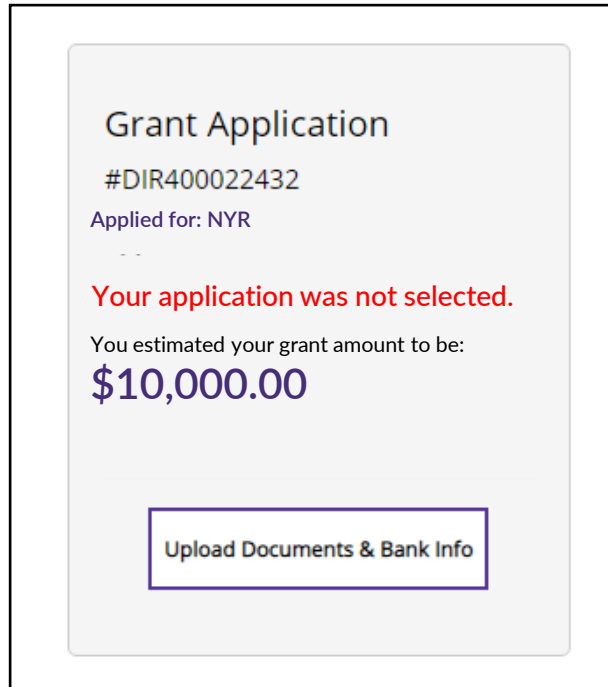 Grant Application
#DIR400022432
Applied for: NYR
Your application was not selected.
You estimated your grant amount to be:
$10,000.00
Upload Documents & Bank Info